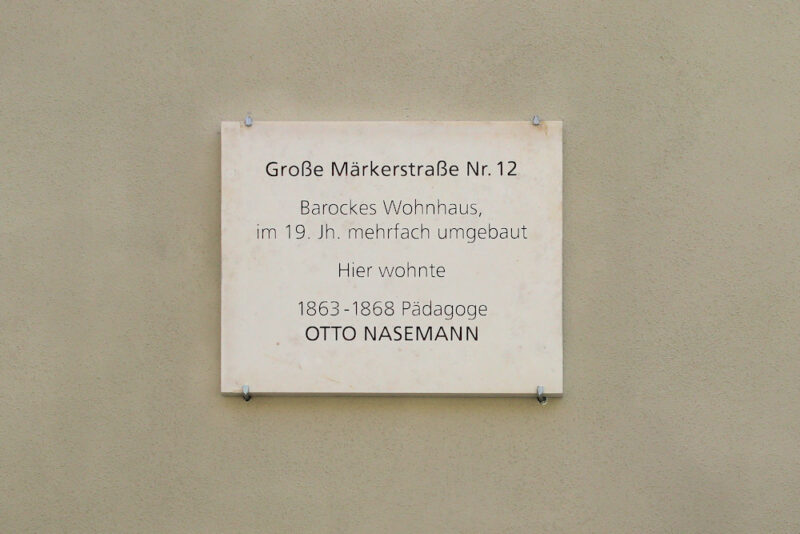 Große Märkerstraße Nr. 12
Barockes Wohnhaus,
im 19. Jh. mehrfach umgebaut
Hier wohnte
1863-1868 Pädagoge
OTTO NASEMANN